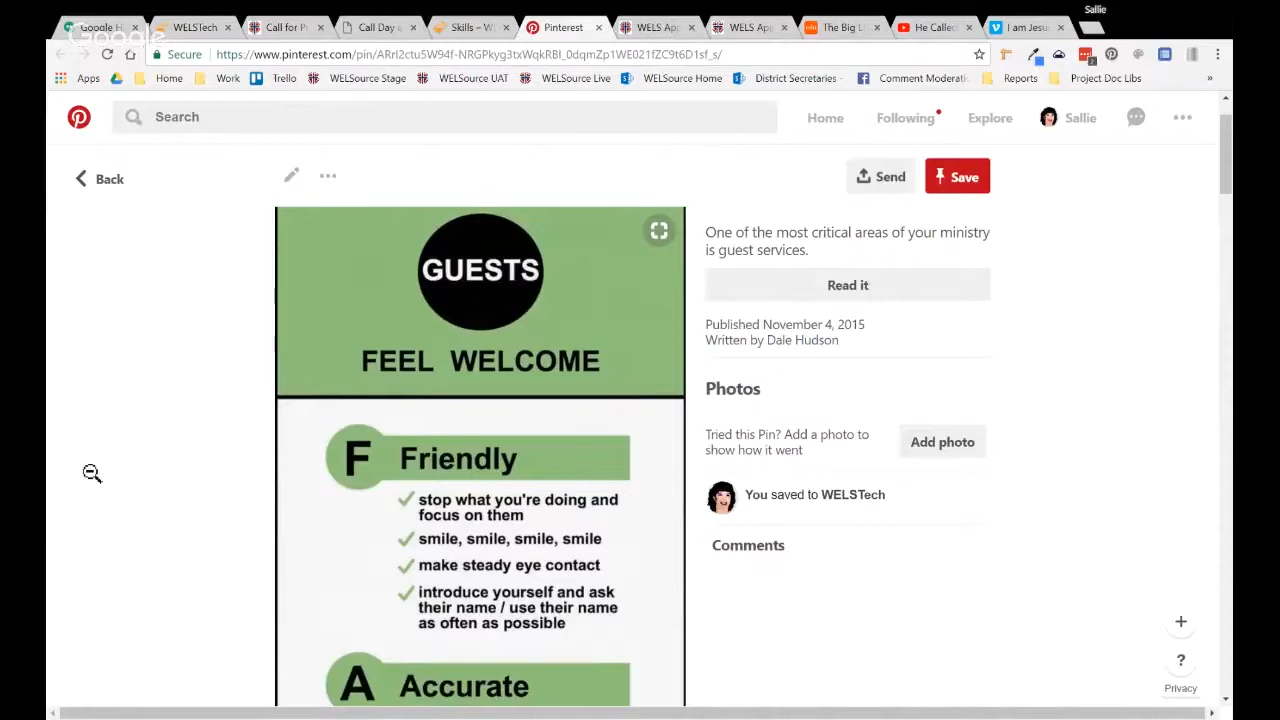 Sallie
Google
Google H
WELSTech
Call for P
Call Data
Skills – W
Pinterest
WELS App
WELS App
The Big L
He Called
I am Jesu
Secure
https://www.pinterest.com/pin/ARrI2ctu5W94f-NRGPkyg3txWqkRBI_0dqmZp1WE021fZC9t6D1sf_s/
Apps
Home
Work
Trello
WELSource Stage
WELSource UAT
WELSource Live
WELSource Home
District Secretaries -
Comment Moderati
Reports
Project Doc Libs
»
Search
Home
Following
Explore
Sallie
Back
Send
Save
GUESTS
FEEL WELCOME
F Friendly
stop what you're doing and
focus on them
smile, smile, smile, smile
make steady eye contact
introduce yourself and ask
their name / use their name
as often as possible
A Accurate
One of the most critical areas of your ministry
is guest services.
Read it
Published November 4, 2015
Written by Dale Hudson
Photos
Tried this Pin? Add a photo to
show how it went
Add photo
You saved to WELSTech
Comments
+
?
Privacy